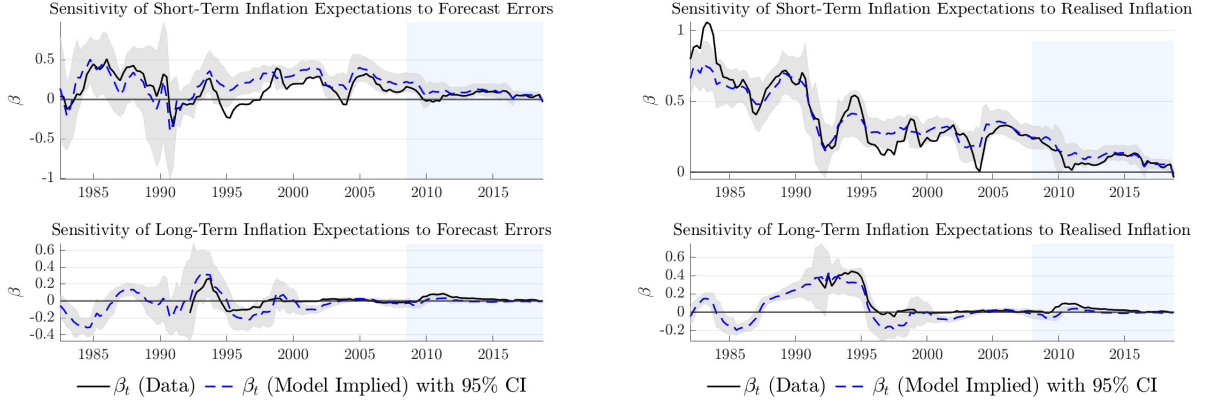 Sensitivity of Short-Term Inflation Expectations to Forecast Errors
0.5
0
-0.5
-1
β
1985 1990 1995 2000 2005 2010 2015
Sensitivity of Long-Term Inflation Expectations to Forecast Errors
0.6
0.4
0.2
0
-0.2
-0.4
β
1985 1990 1995 2000 2005 2010 2015
β_t (Data) β_t (Model Implied) with 95% CI
Sensitivity of Short-Term Inflation Expectations to Realised Inflation
1
0.5
0
β
1985 1990 1995 2000 2005 2010 2015
Sensitivity of Long-Term Inflation Expectations to Realised Inflation
0.6
0.4
0.2
0
-0.2
β
1985 1990 1995 2000 2005 2010 2015
β_t (Data) β_t (Model Implied) with 95% CI